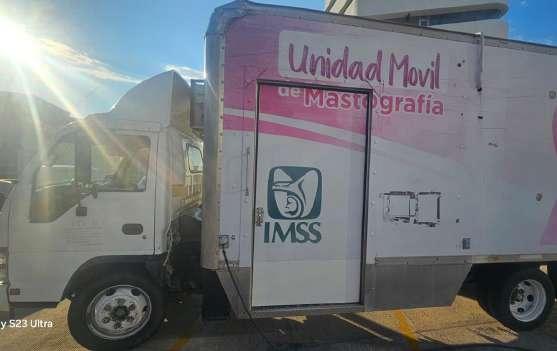 Unidad Movil
de Mastografía
IMSS
y S23 Ultra